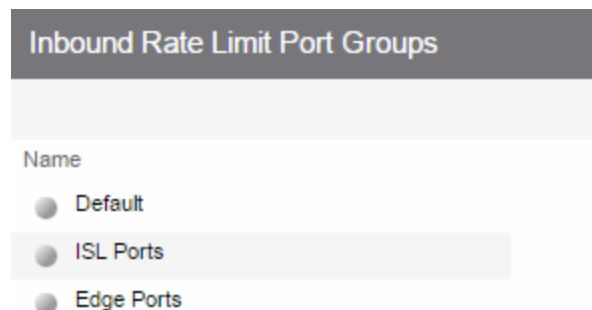 Inbound Rate Limit Port Groups
Name
Default
ISL Ports
Edge Ports